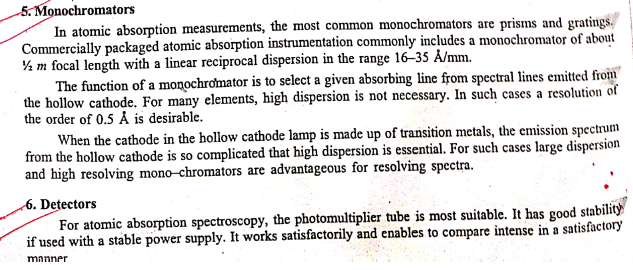 5. Monochromators
In atomic absorption measurements, the most common monochromators are prisms and gratings.
Commercially packaged atomic absorption instrumentation commonly includes a monochromator of about
½ m focal length with a linear reciprocal dispersion in the range 16–35 Å/mm.
The function of a monochromator is to select a given absorbing line from spectral lines emitted from
the hollow cathode. For many elements, high dispersion is not necessary. In such cases a resolution of
the order of 0.5 Å is desirable.
When the cathode in the hollow cathode lamp is made up of transition metals, the emission spectrum
from the hollow cathode is so complicated that high dispersion is essential. For such cases large dispersion
and high resolving mono–chromators are advantageous for resolving spectra.
6. Detectors
For atomic absorption spectroscopy, the photomultiplier tube is most suitable. It has good stability
if used with a stable power supply. It works satisfactorily and enables to compare intense in a satisfactory
manner